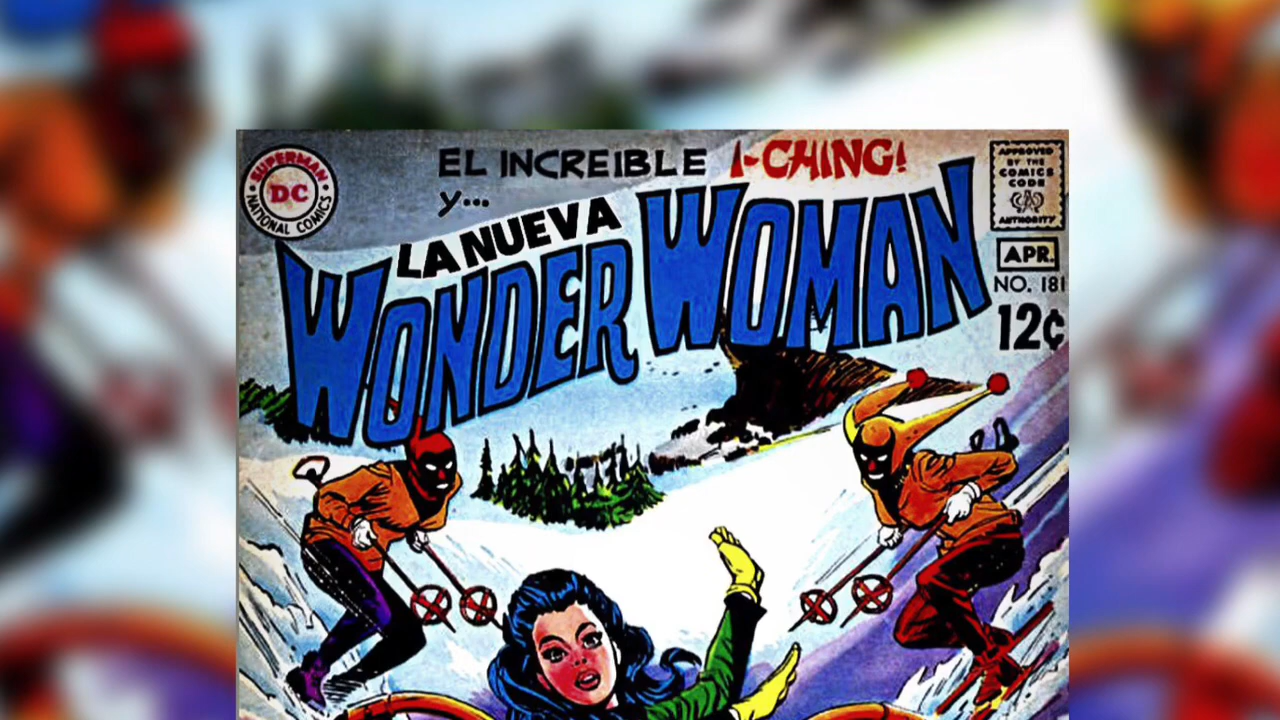 EL INCREIBLE I-CHING!
y...
LA NUEVA
WONDER WOMAN
SUPERMAN
DC
NATIONAL COMICS
APPROVED
BY THE
COMICS
CODE
CA
AUTHORITY
APR.
NO. 181
12¢